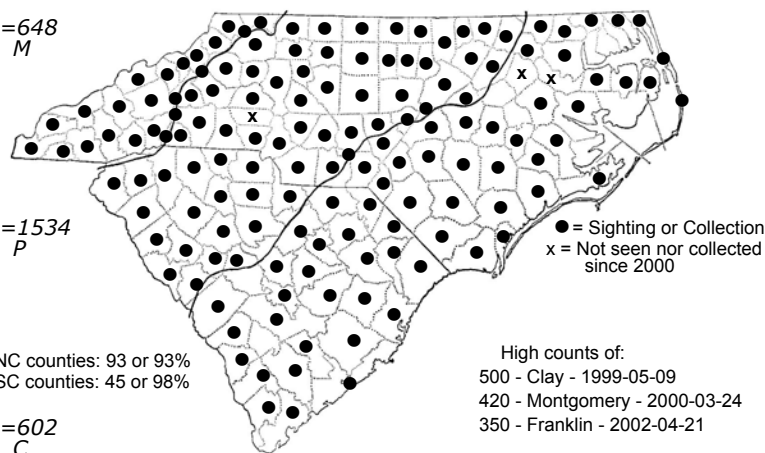 =648
M
=1534
P
● = Sighting or Collection
x = Not seen nor collected
since 2000
NC counties: 93 or 93%
SC counties: 45 or 98%
High counts of:
500 - Clay - 1999-05-09
420 - Montgomery - 2000-03-24
350 - Franklin - 2002-04-21
=602
C
x
x
x